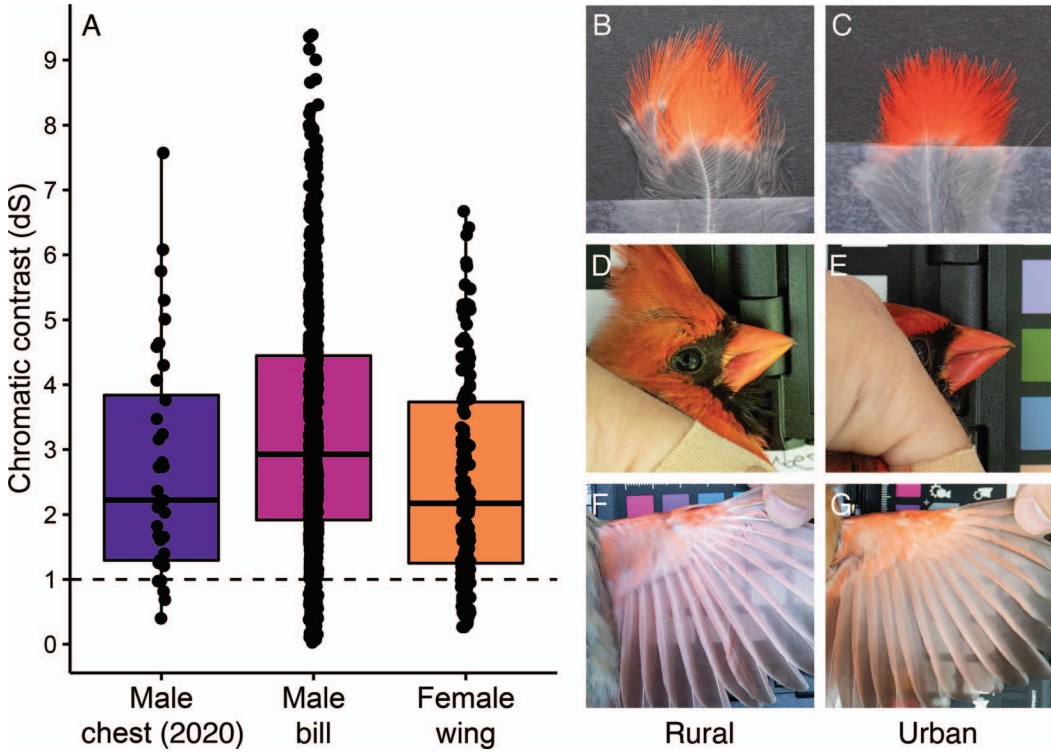 A
Chromatic contrast (dS)
9
8
7
6
5
4
3
2
1
0
Male
chest (2020)
Male
bill
Female
wing
B
C
D
E
F
G
Rural
Urban